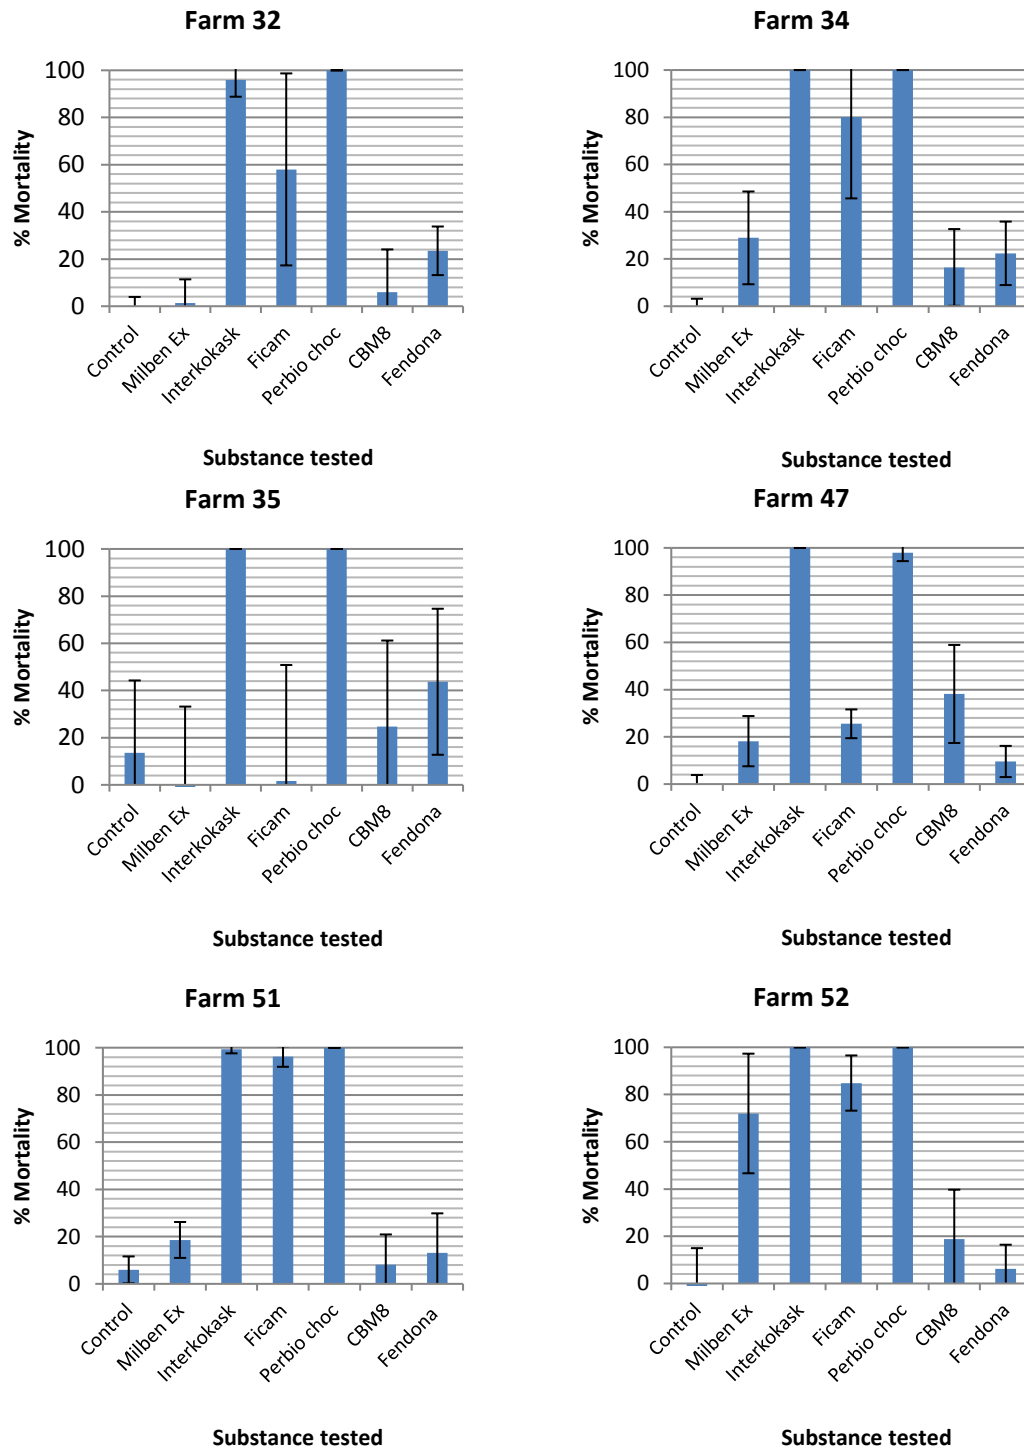 Farm 32
% Mortality
100
80
60
40
20
0
Control
Milben Ex
Interkokask
Ficam
Perbio choc
CBM8
Fendona
Substance tested
Farm 34
% Mortality
100
80
60
40
20
0
Control
Milben Ex
Interkokask
Ficam
Perbio choc
CBM8
Fendona
Substance tested
Farm 35
% Mortality
100
80
60
40
20
0
Control
Milben Ex
Interkokask
Ficam
Perbio choc
CBM8
Fendona
Substance tested
Farm 47
% Mortality
100
80
60
40
20
0
Control
Milben Ex
Interkokask
Ficam
Perbio choc
CBM8
Fendona
Substance tested
Farm 51
% Mortality
100
80
60
40
20
0
Control
Milben Ex
Interkokask
Ficam
Perbio choc
CBM8
Fendona
Substance tested
Farm 52
% Mortality
100
80
60
40
20
0
Control
Milben Ex
Interkokask
Ficam
Perbio choc
CBM8
Fendona
Substance tested